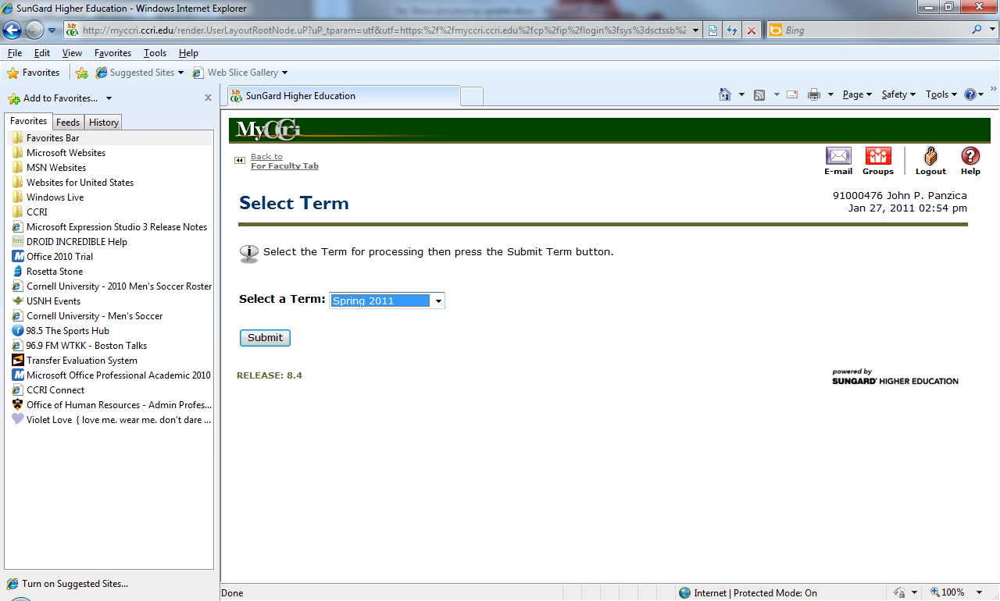 SunGard Higher Education - Windows Internet Explorer
http://myccri.ccri.edu/render.UserLayoutRootNode.uP?uP_tparam=utf&utf=https:%2f%2fmyccri.ccri.edu%2fcp%2fip%2flogin%3fsys%3dsctssb%2
Bing
File Edit View Favorites Tools Help
Favorites Suggested Sites Web Slice Gallery
Add to Favorites... x
SunGard Higher Education
Page Safety Tools
Favorites Feeds History
Favorites Bar
Microsoft Websites
MSN Websites
Websites for United States
Windows Live
CCRI
Microsoft Expression Studio 3 Release Notes
DROID INCREDIBLE Help
Office 2010 Trial
Rosetta Stone
Cornell University - 2010 Men's Soccer Roster
USNH Events
Cornell University - Men's Soccer
98.5 The Sports Hub
96.9 FM WTKK - Boston Talks
Transfer Evaluation System
Microsoft Office Professional Academic 2010
CCRI Connect
Office of Human Resources - Admin Profes...
Violet Love { love me. wear me. don't dare ...
Turn on Suggested Sites...
MyCCri
Back to
For Faculty Tab
E-mail Groups Logout Help
Select Term
91000476 John P. Panzica
Jan 27, 2011 02:54 pm
Select the Term for processing then press the Submit Term button.
Select a Term: Spring 2011
Submit
RELEASE: 8.4
powered by
SUNGARD® HIGHER EDUCATION
Done
Internet | Protected Mode: On
100%